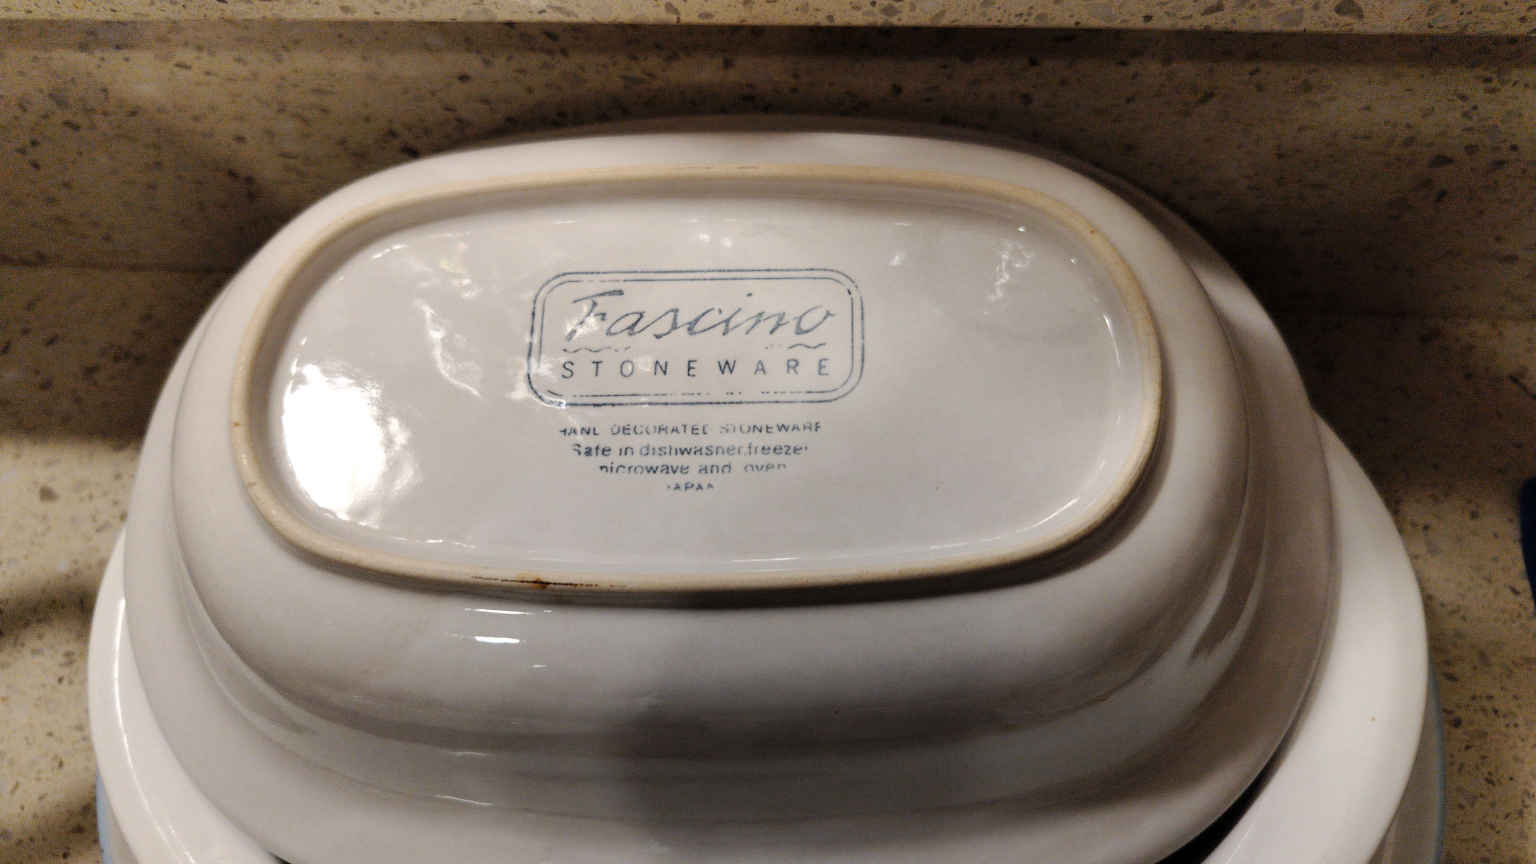 Fascino
STONEWARE
HAND DECORATED STONEWARE
Safe in dishwasher,freezer
microwave and oven
JAPAN